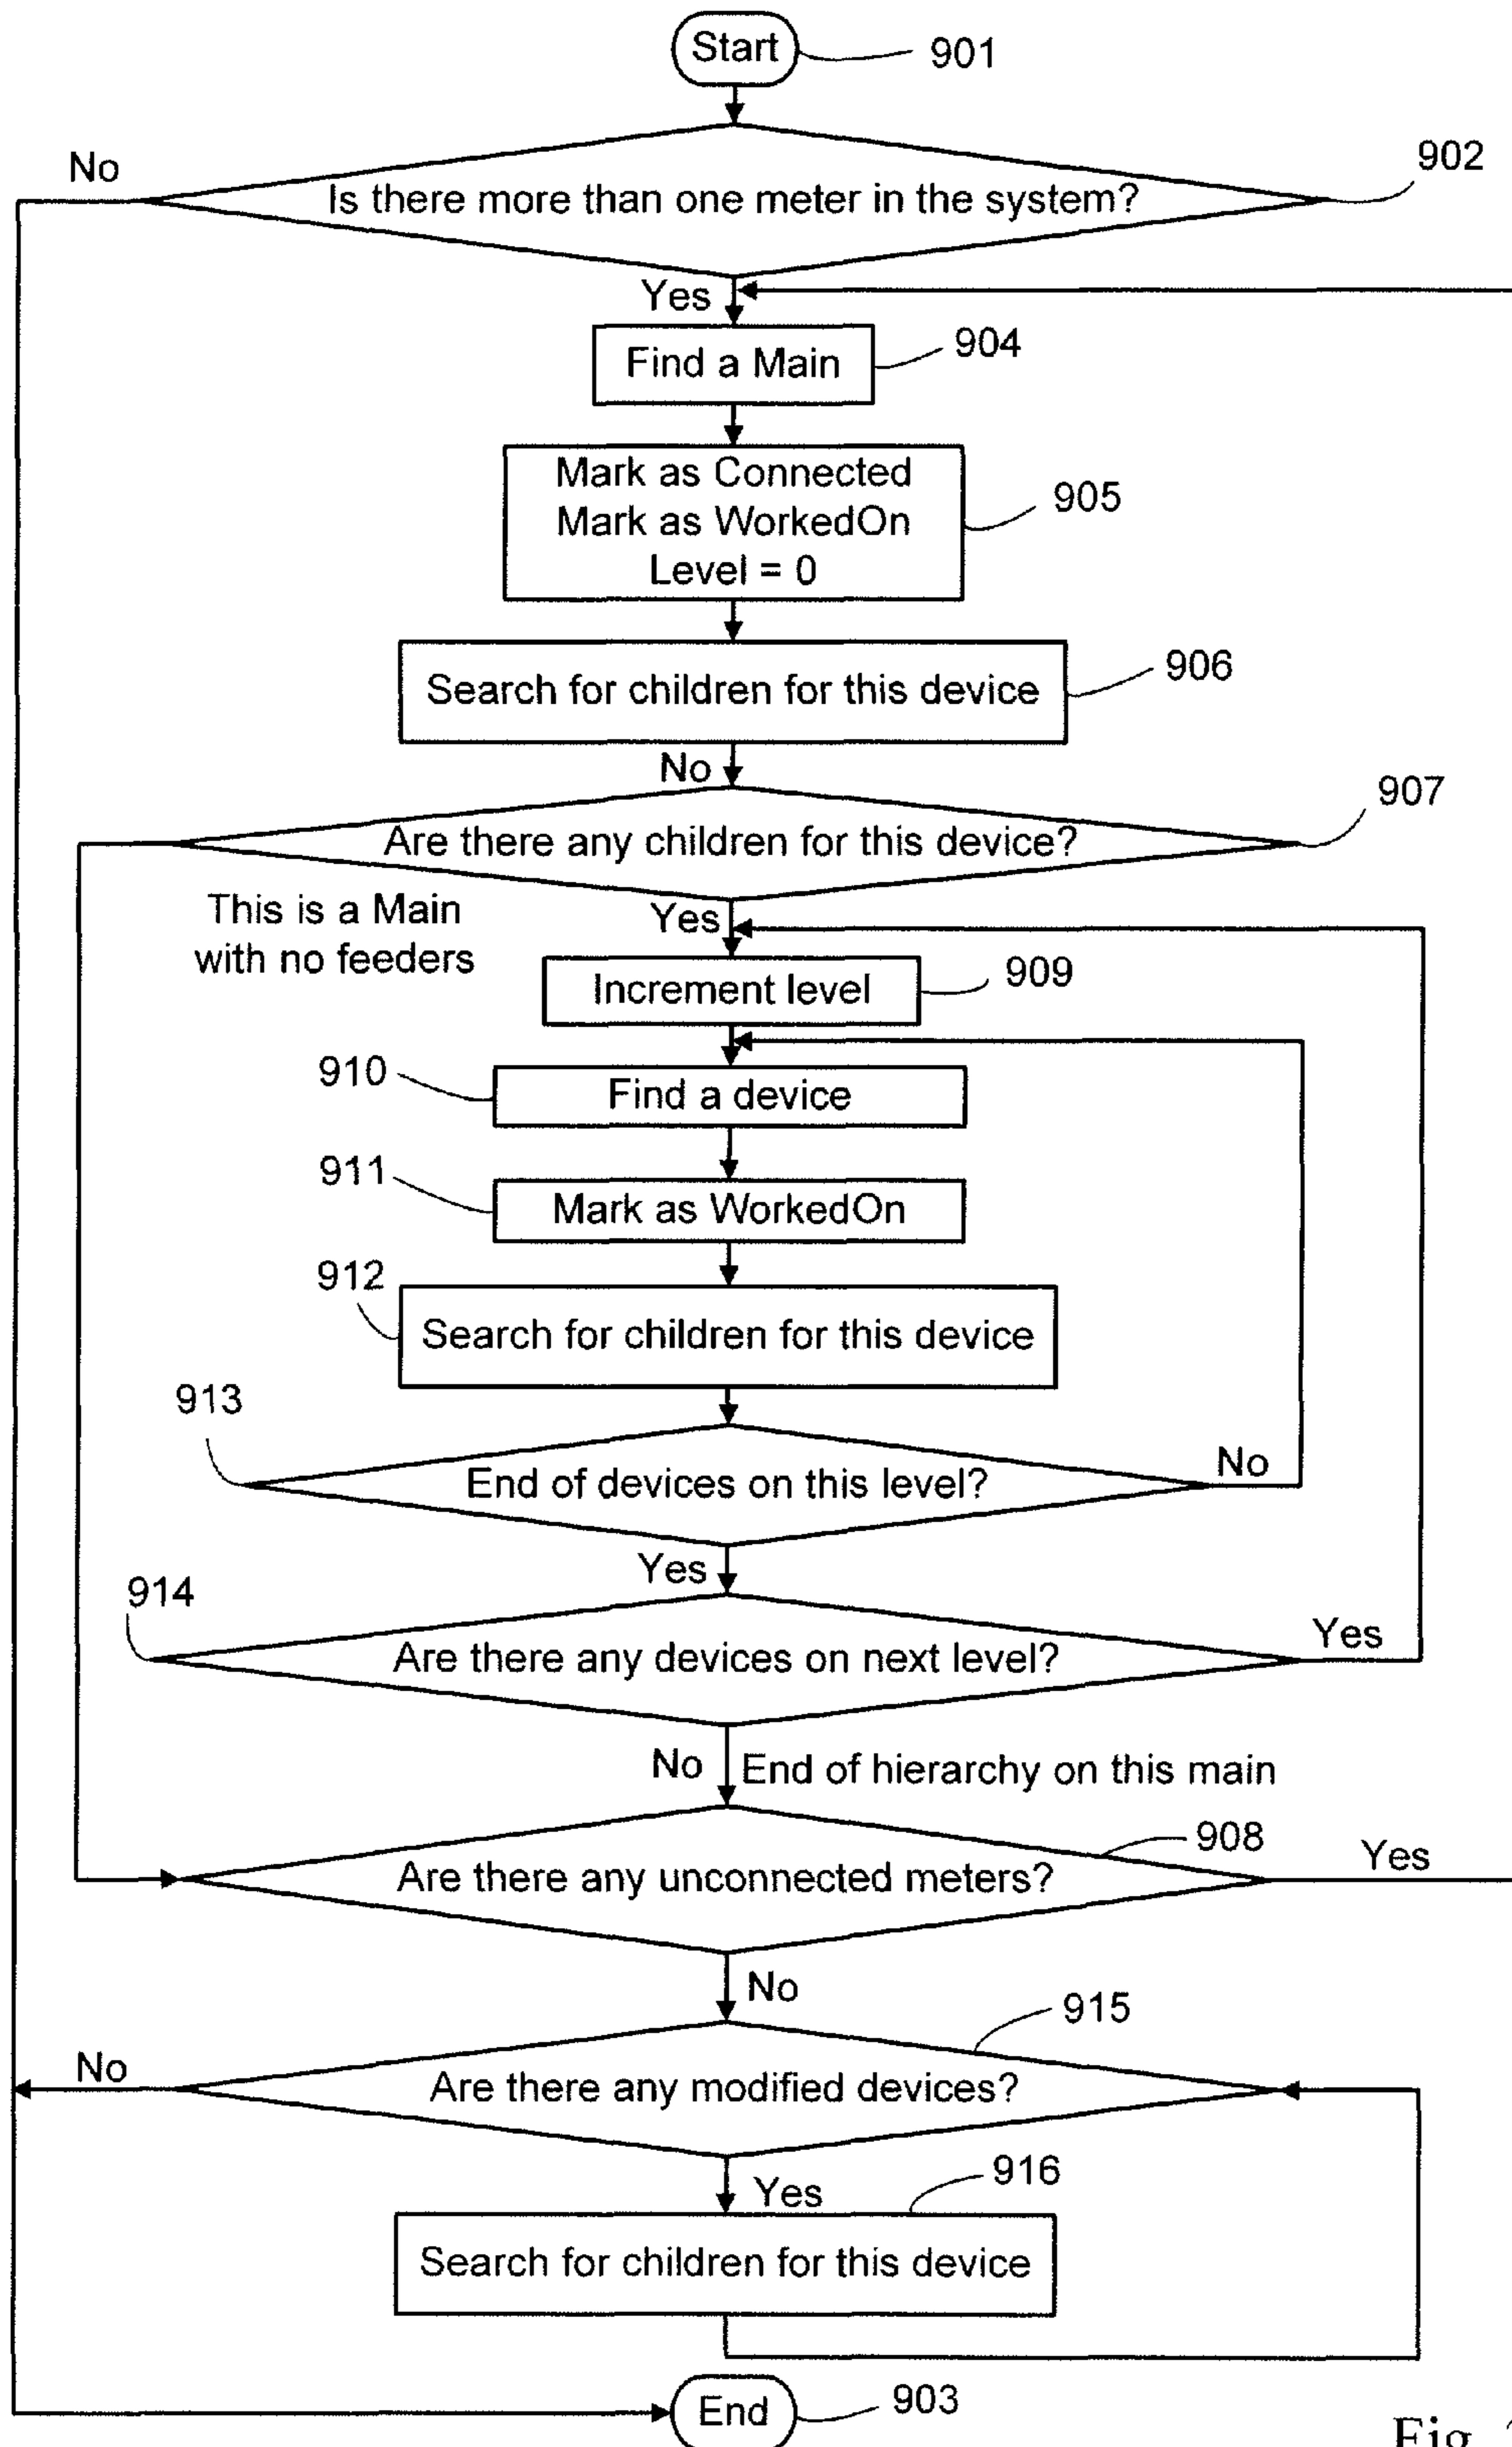 Start
901
No
902
Is there more than one meter in the system?
Yes
904
Find a Main
Mark as Connected
Mark as WorkedOn
Level = 0
905
906
Search for children for this device
No
907
Are there any children for this device?
This is a Main
with no feeders
Yes
909
Increment level
910
Find a device
911
Mark as WorkedOn
912
Search for children for this device
913
No
End of devices on this level?
Yes
914
Yes
Are there any devices on next level?
No
End of hierarchy on this main
908
Yes
Are there any unconnected meters?
No
915
No
Are there any modified devices?
916
Yes
Search for children for this device
End
903
Fig.